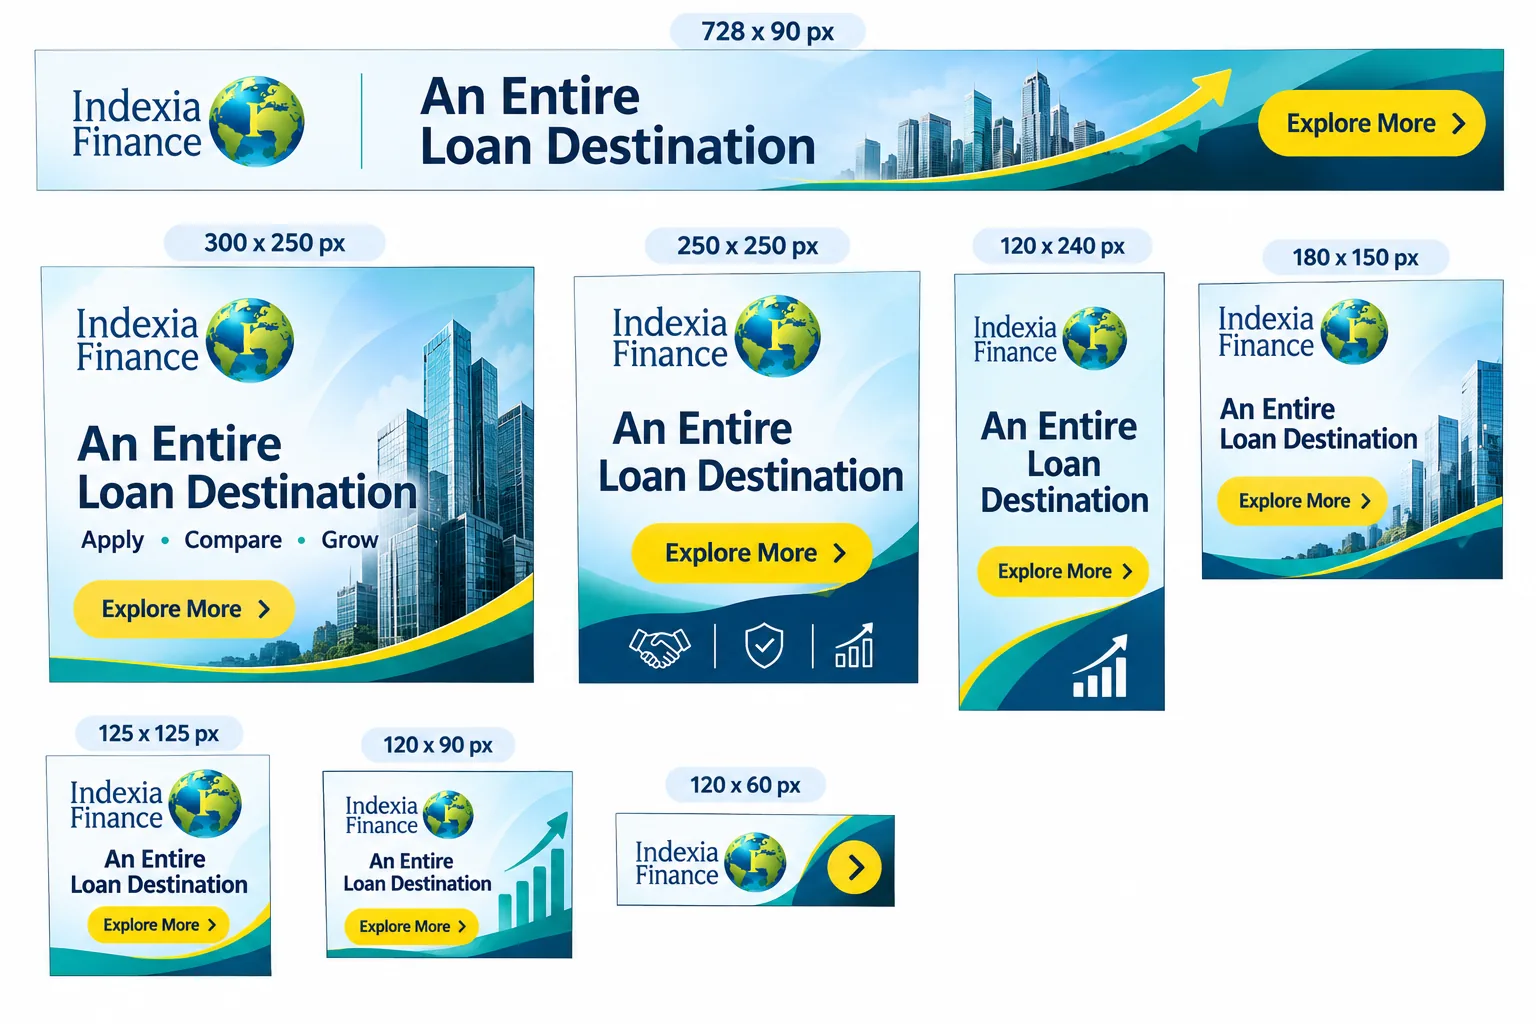 728 x 90 px
Indexia
Finance
An Entire
Loan Destination
Explore More
300 x 250 px
Indexia
Finance
An Entire
Loan Destination
Apply • Compare • Grow
Explore More
250 x 250 px
Indexia
Finance
An Entire
Loan Destination
Explore More
120 x 240 px
Indexia
Finance
An Entire
Loan
Destination
Explore More
180 x 150 px
Indexia
Finance
An Entire
Loan Destination
Explore More
125 x 125 px
Indexia
Finance
An Entire
Loan Destination
Explore More
120 x 90 px
Indexia
Finance
An Entire
Loan Destination
Explore More
120 x 60 px
Indexia
Finance